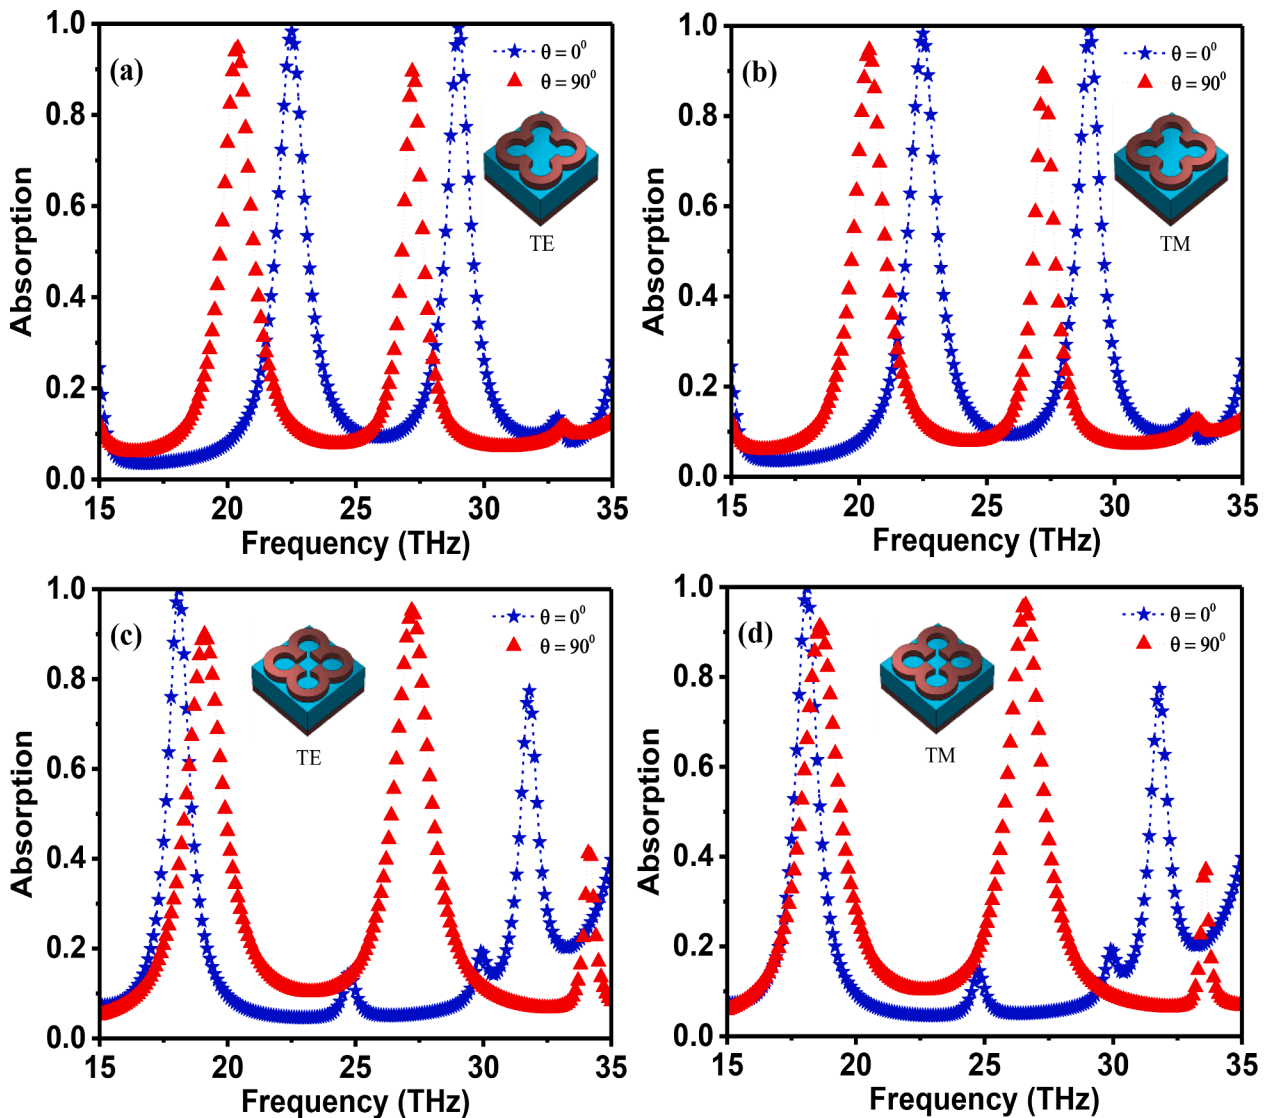 (a)
θ = 0⁰
θ = 90⁰
TE
Absorption
1.0
0.8
0.6
0.4
0.2
0.0
15 20 25 30 35
Frequency (THz)
(b)
θ = 0⁰
θ = 90⁰
TM
Absorption
1.0
0.8
0.6
0.4
0.2
0.0
15 20 25 30 35
Frequency (THz)
(c)
θ = 0⁰
θ = 90⁰
TE
Absorption
1.0
0.8
0.6
0.4
0.2
0.0
15 20 25 30 35
Frequency (THz)
(d)
θ = 0⁰
θ = 90⁰
TM
Absorption
1.0
0.8
0.6
0.4
0.2
0.0
15 20 25 30 35
Frequency (THz)